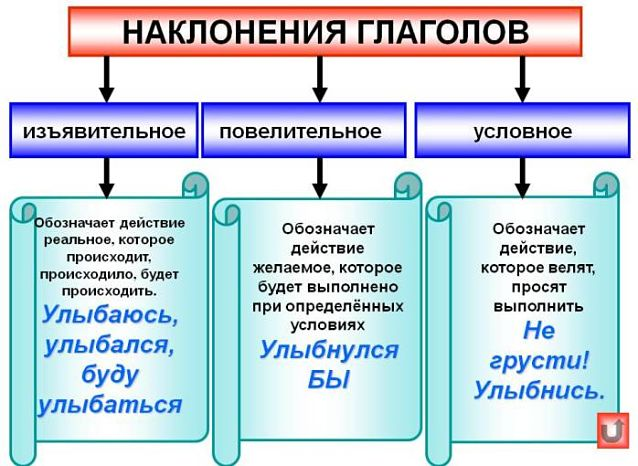 НАКЛОНЕНИЯ ГЛАГОЛОВ
изъявительное
повелительное
условное
Обозначает действие
реальное, которое
происходит,
происходило, будет
происходить.
Улыбаюсь,
улыбался,
буду
улыбаться
Обозначает
действие
желаемое, которое
будет выполнено
при определённых
условиях
Улыбнулся
БЫ
Обозначает
действие,
которое велят,
просят
выполнить
Не
грусти!
Улыбнись.